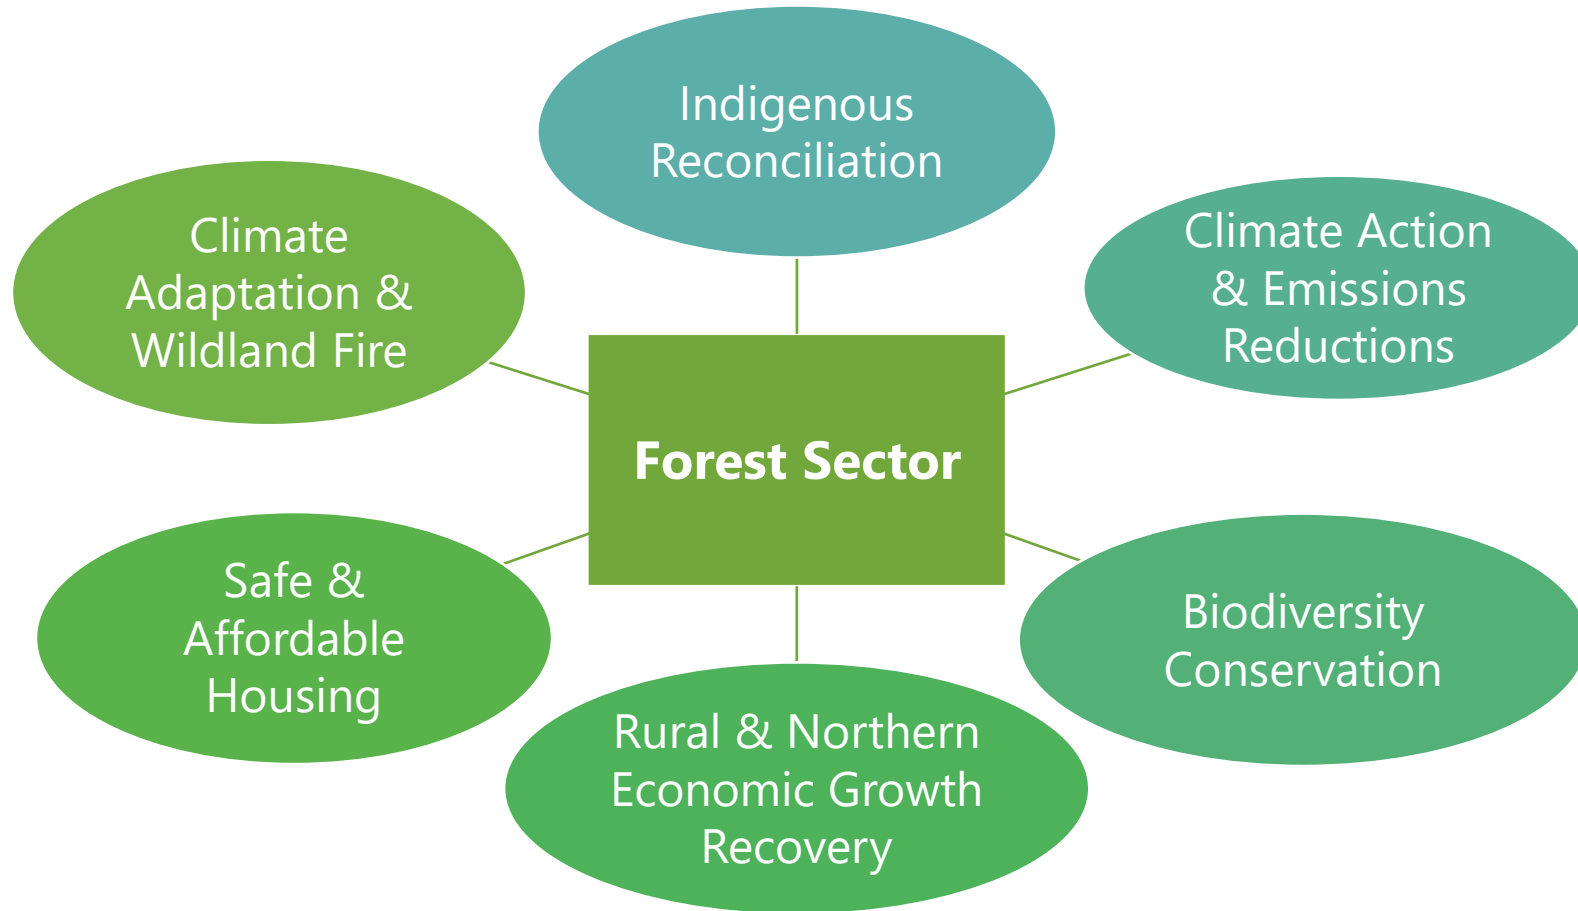 Indigenous
Reconciliation
Climate Action
& Emissions
Reductions
Climate
Adaptation &
Wildland Fire
Forest Sector
Safe &
Affordable
Housing
Biodiversity
Conservation
Rural & Northern
Economic Growth
Recovery